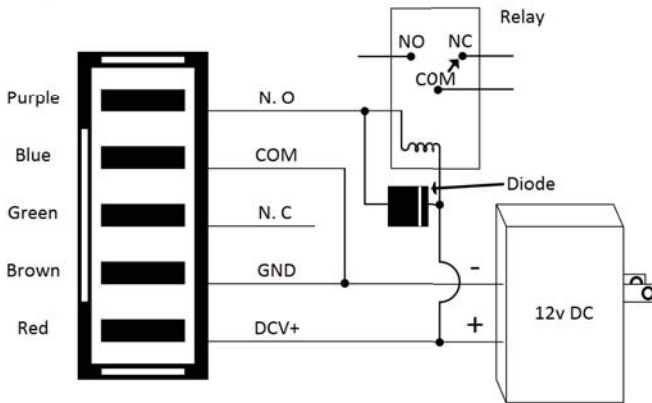 Relay
NO NC
COM
Purple N. O
Blue COM
Diode
Green N. C
Brown GND -
12v DC
Red DCV+ +